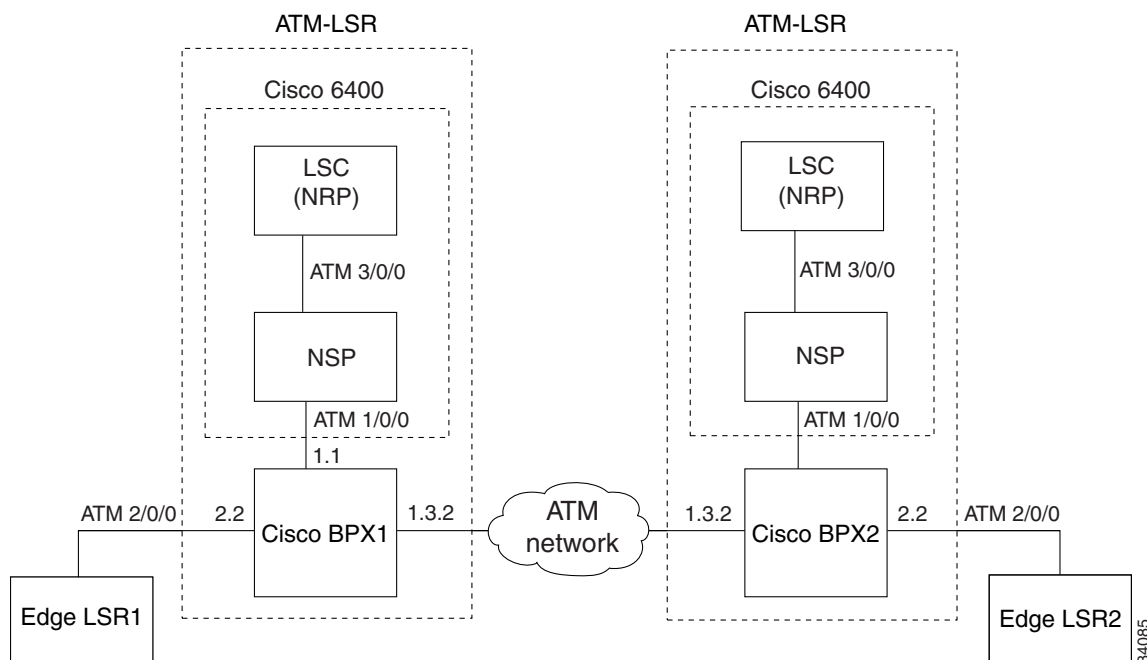 ATM-LSR
ATM-LSR
Cisco 6400
Cisco 6400
LSC
(NRP)
LSC
(NRP)
ATM 3/0/0
ATM 3/0/0
NSP
NSP
ATM 1/0/0
ATM 1/0/0
1.1
ATM 2/0/0
2.2
Cisco BPX1
1.3.2
ATM
network
1.3.2
Cisco BPX2
2.2
ATM 2/0/0
Edge LSR1
Edge LSR2
34085